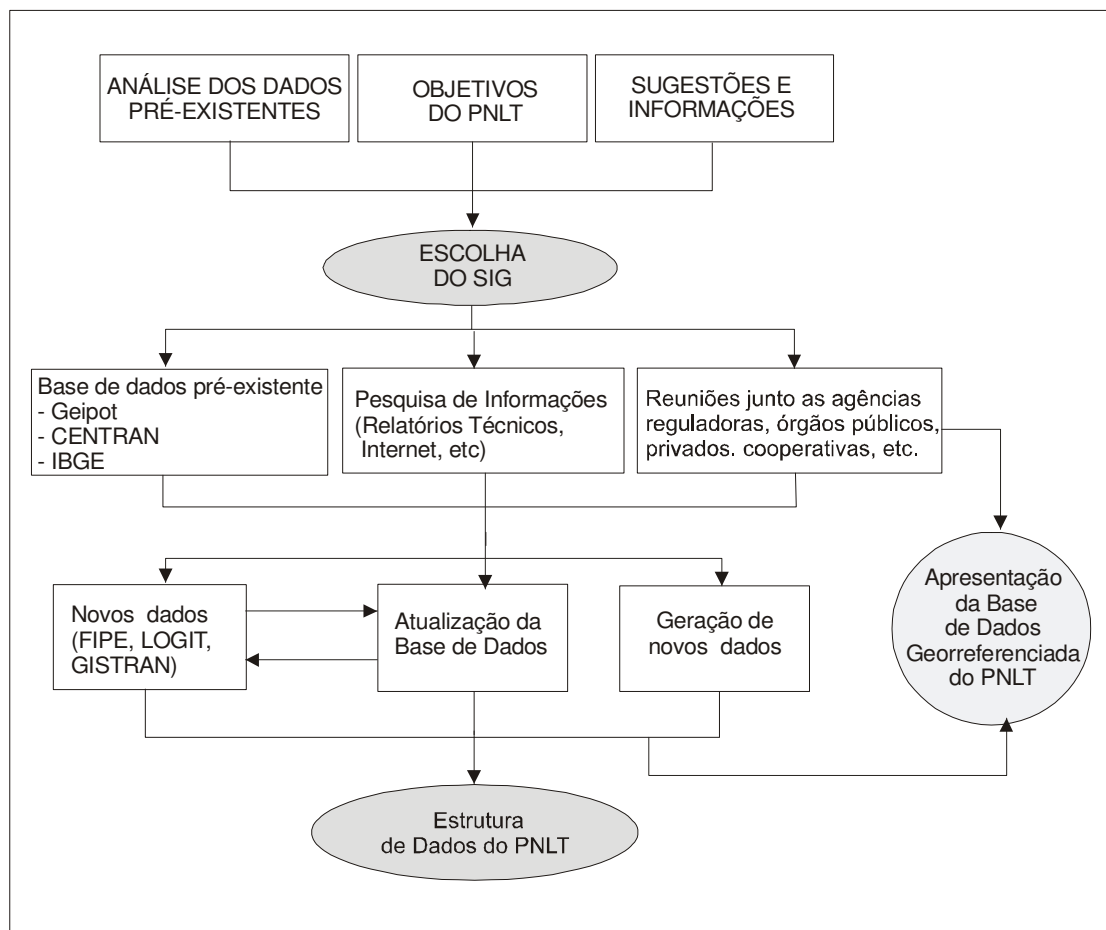 ANÁLISE DOS DADOS
PRÉ-EXISTENTES
OBJETIVOS
DO PNLT
SUGESTÕES E
INFORMAÇÕES
ESCOLHA
DO SIG
Base de dados pré-existente
- Geipot
- CENTRAN
- IBGE
Pesquisa de Informações
(Relatórios Técnicos,
Internet, etc)
Reuniões junto as agências
reguladoras, órgãos públicos,
privados. cooperativas, etc.
Novos dados
(FIPE, LOGIT,
GISTRAN)
Atualização da
Base de Dados
Geração de
novos dados
Apresentação
da Base
de Dados
Georreferenciada
do PNLT
Estrutura
de Dados do PNLT